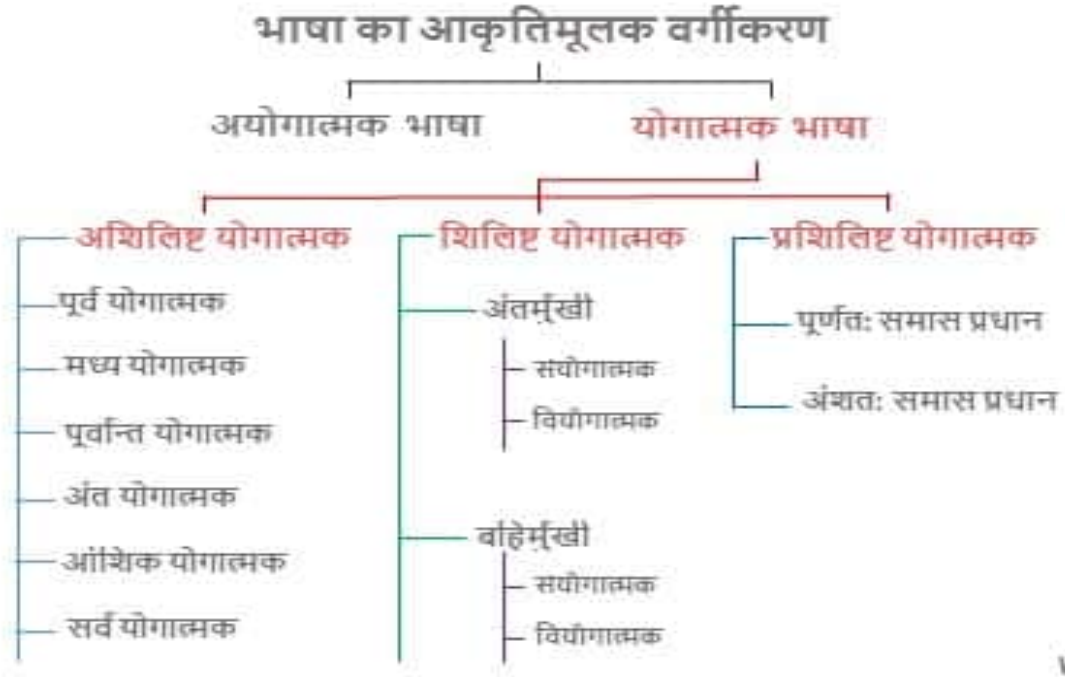 भाषा का आकृतिमूलक वर्गीकरण
अयोगात्मक भाषा
योगात्मक भाषा
अशिलिष्ट योगात्मक
पूर्व योगात्मक
मध्य योगात्मक
पूर्वान्त योगात्मक
अंत योगात्मक
आंशिक योगात्मक
सर्व योगात्मक
शिलिष्ट योगात्मक
अंतर्मुखी
संयोगात्मक
वियोगात्मक
बहिर्मुखी
संयोगात्मक
वियोगात्मक
प्रशिलिष्ट योगात्मक
पूर्णत: समास प्रधान
अंशत: समास प्रधान